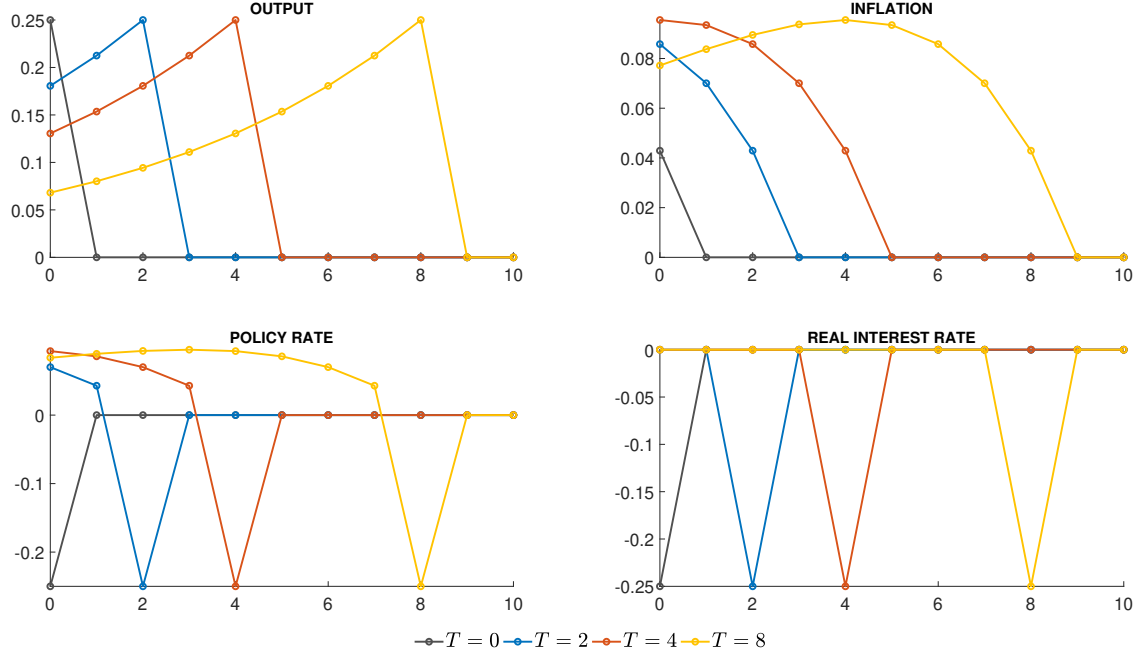 OUTPUT
0.25
0.2
0.15
0.1
0.05
0
0 2 4 6 8 10
INFLATION
0.08
0.06
0.04
0.02
0
0 2 4 6 8 10
POLICY RATE
0
-0.1
-0.2
0 2 4 6 8 10
REAL INTEREST RATE
0
-0.05
-0.1
-0.15
-0.2
-0.25
0 2 4 6 8 10
T = 0 T = 2 T = 4 T = 8